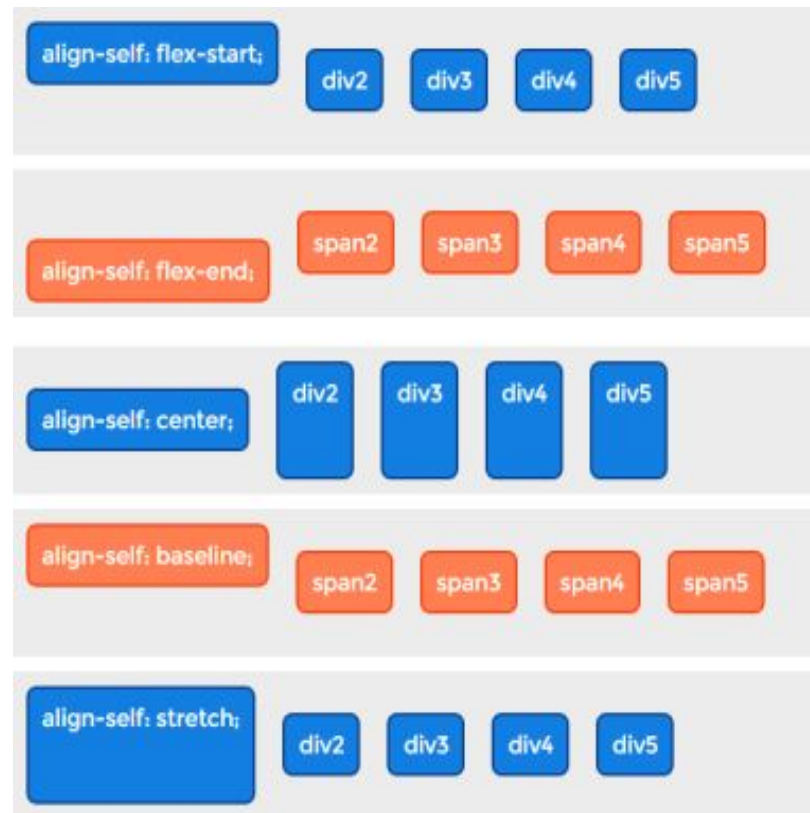 align-self: flex-start; div2 div3 div4 div5
align-self: flex-end; span2 span3 span4 span5
align-self: center; div2 div3 div4 div5
align-self: baseline; span2 span3 span4 span5
align-self: stretch; div2 div3 div4 div5